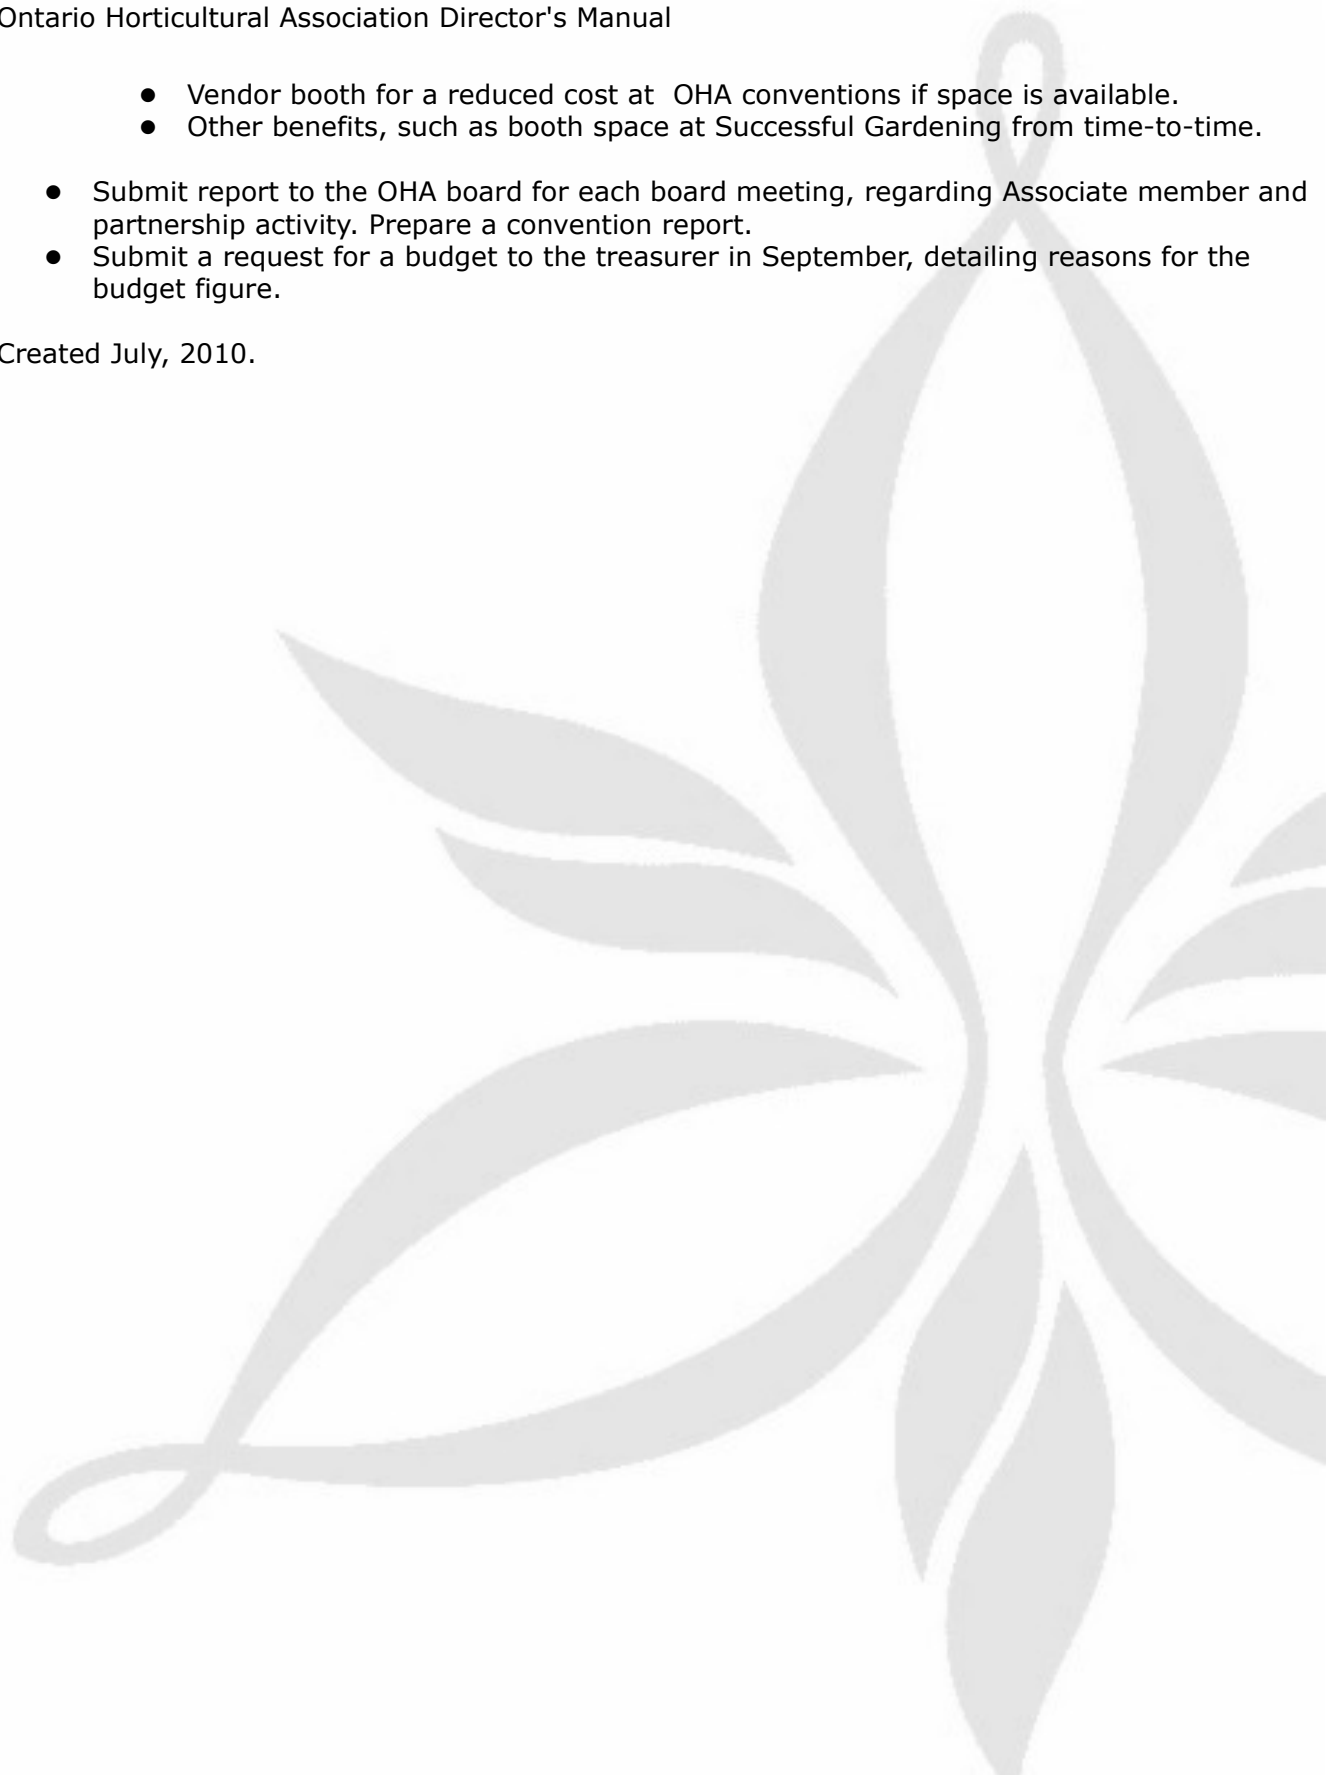 Ontario Horticultural Association Director's Manual
● Vendor booth for a reduced cost at  OHA conventions if space is available.
● Other benefits, such as booth space at Successful Gardening from time-to-time.
● Submit report to the OHA board for each board meeting, regarding Associate member and
partnership activity. Prepare a convention report.
● Submit a request for a budget to the treasurer in September, detailing reasons for the
budget figure.
Created July, 2010.